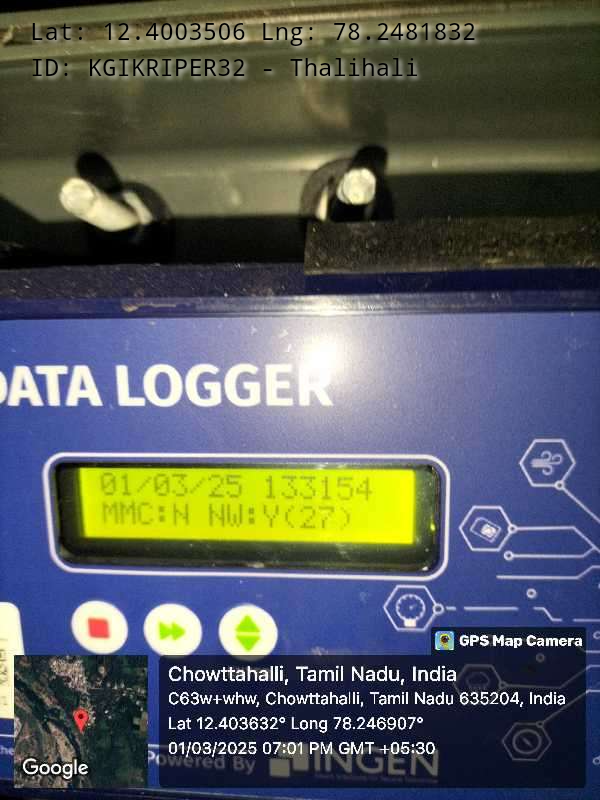 Lat: 12.4003506 Lng: 78.2481832
ID: KGIKRIPER32 - Thalihali
DATA LOGGER
01/03/25 133154
MMC:N NW:Y(27)
GPS Map Camera
Chowttahalli, Tamil Nadu, India
C63w+whw, Chowttahalli, Tamil Nadu 635204, India
Lat 12.403632° Long 78.246907°
01/03/2025 07:01 PM GMT +05:30
Google
Powered By
INGEN